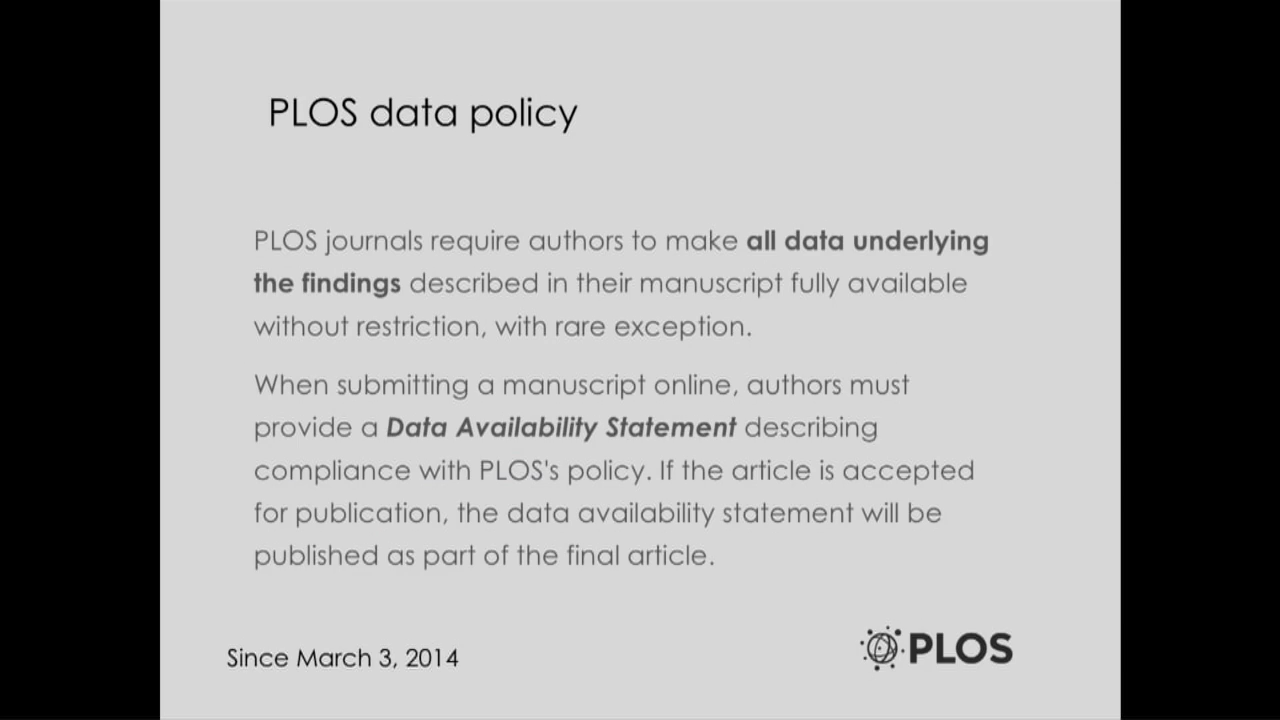 PLOS data policy
PLOS journals require authors to make all data underlying
the findings described in their manuscript fully available
without restriction, with rare exception.
When submitting a manuscript online, authors must
provide a Data Availability Statement describing
compliance with PLOS's policy. If the article is accepted
for publication, the data availability statement will be
published as part of the final article.
Since March 3, 2014
PLOS